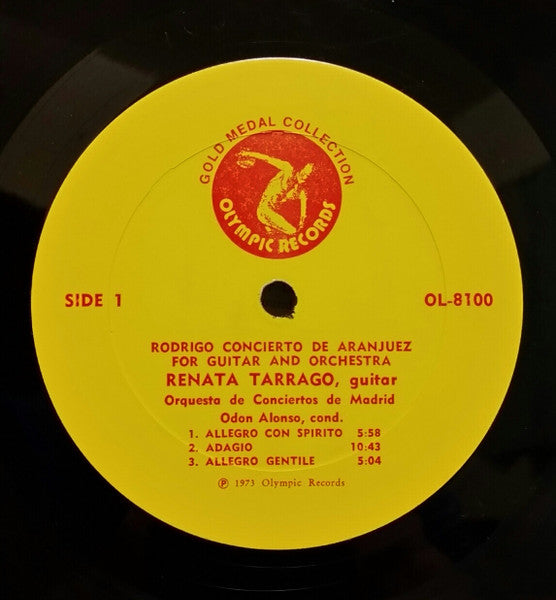 GOLD MEDAL COLLECTION
OLYMPIC RECORDS
SIDE 1
OL-8100
RODRIGO CONCIERTO DE ARANJUEZ
FOR GUITAR AND ORCHESTRA
RENATA TARRAGO, guitar
Orquesta de Conciertos de Madrid
Odon Alonso, cond.
1. ALLEGRO CON SPIRITO 5:58
2. ADAGIO 10:43
3. ALLEGRO GENTILE 5:04
℗ 1973 Olympic Records